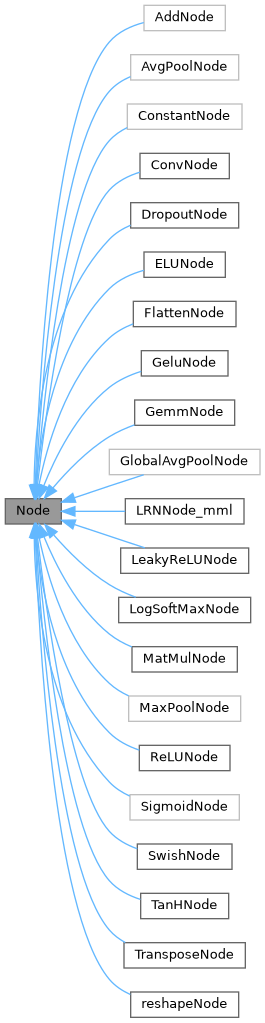 AddNode
AvgPoolNode
ConstantNode
ConvNode
DropoutNode
ELUNode
FlattenNode
GeluNode
GemmNode
GlobalAvgPoolNode
Node
LRNNode_mml
LeakyReLUNode
LogSoftMaxNode
MatMulNode
MaxPoolNode
ReLUNode
SigmoidNode
SwishNode
TanHNode
TransposeNode
reshapeNode